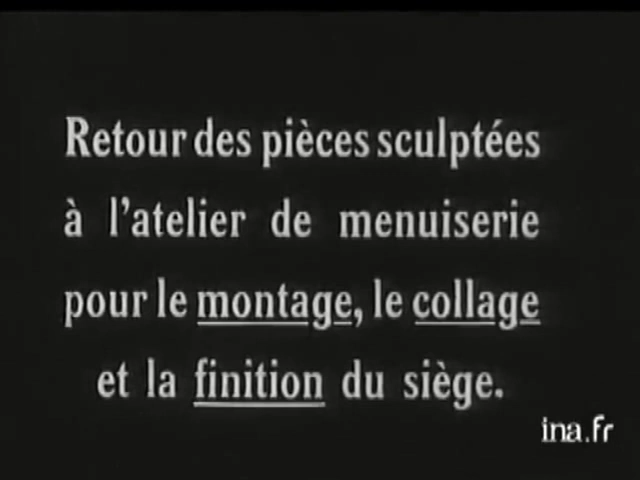 Retour des pièces sculptées
à l'atelier de menuiserie
pour le montage, le collage
et la finition du siège.
ina.fr